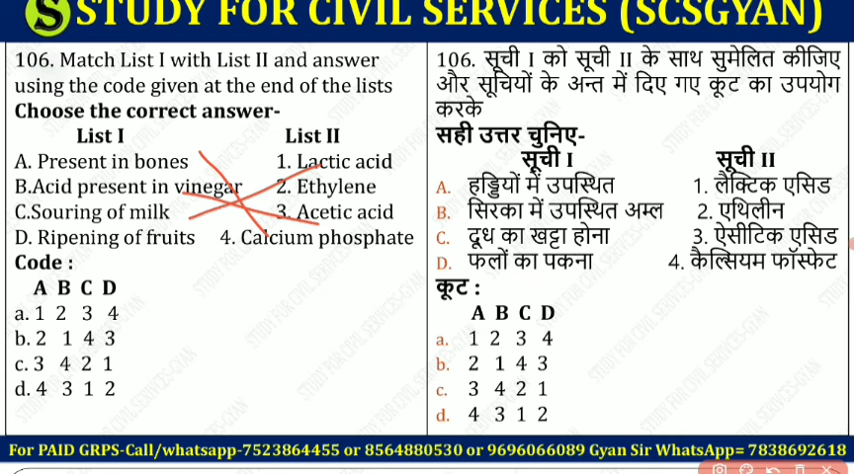 S STUDY FOR CIVIL SERVICES (SCSGYAN)
106. Match List I with List II and answer
using the code given at the end of the lists
Choose the correct answer-
List I List II
A. Present in bones 1. Lactic acid
B.Acid present in vinegar 2. Ethylene
C.Souring of milk 3. Acetic acid
D. Ripening of fruits 4. Calcium phosphate
Code :
A B C D
a. 1 2 3 4
b. 2 1 4 3
c. 3 4 2 1
d. 4 3 1 2
106. सूची I को सूची II के साथ सुमेलित कीजिए
और सूचियों के अन्त में दिए गए कूट का उपयोग
करके
सही उत्तर चुनिए-
सूची I सूची II
A. हड्डियों में उपस्थित 1. लैक्टिक एसिड
B. सिरका में उपस्थित अम्ल 2. एथिलीन
C. दूध का खट्टा होना 3. ऐसीटिक एसिड
D. फलों का पकना 4. कैल्सियम फॉस्फेट
कूट :
A B C D
a. 1 2 3 4
b. 2 1 4 3
c. 3 4 2 1
d. 4 3 1 2
For PAID GRPS-Call/whatsapp-7523864455 or 8564880530 or 9696066089 Gyan Sir WhatsApp= 7838692618